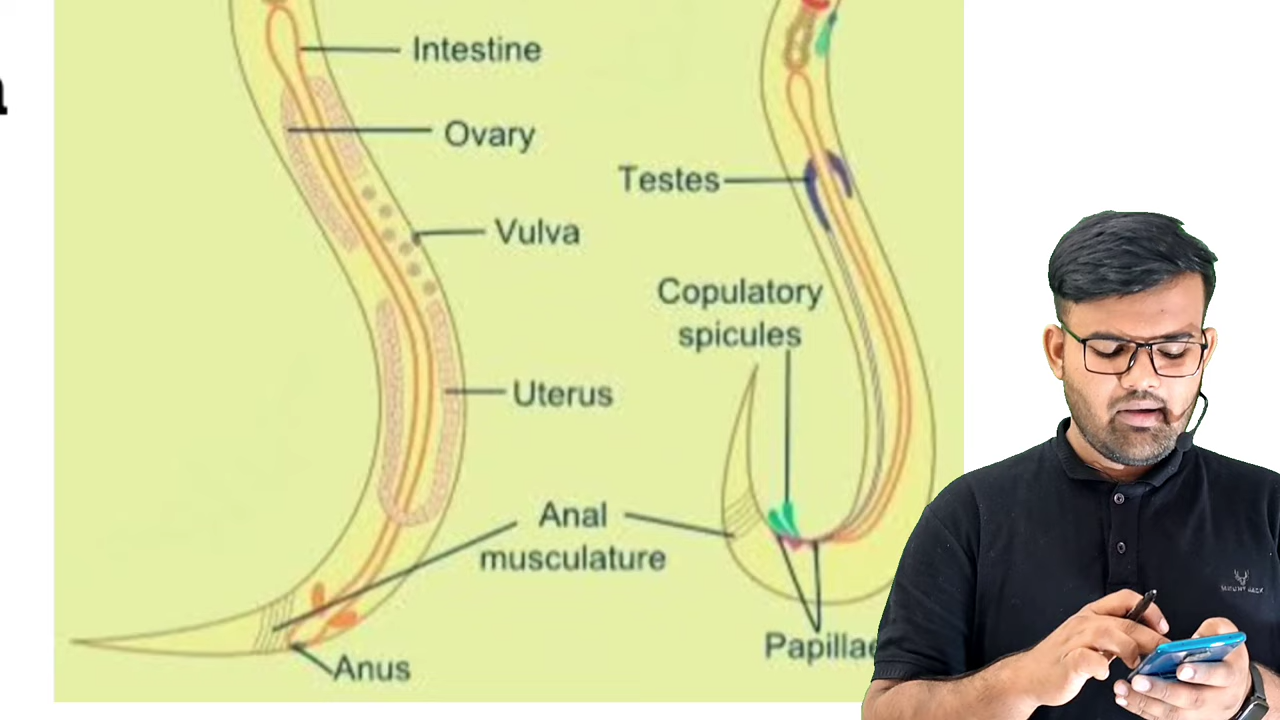 Intestine
Ovary
Testes
Vulva
Copulatory
spicules
Uterus
Anal
musculature
Papillae
Anus